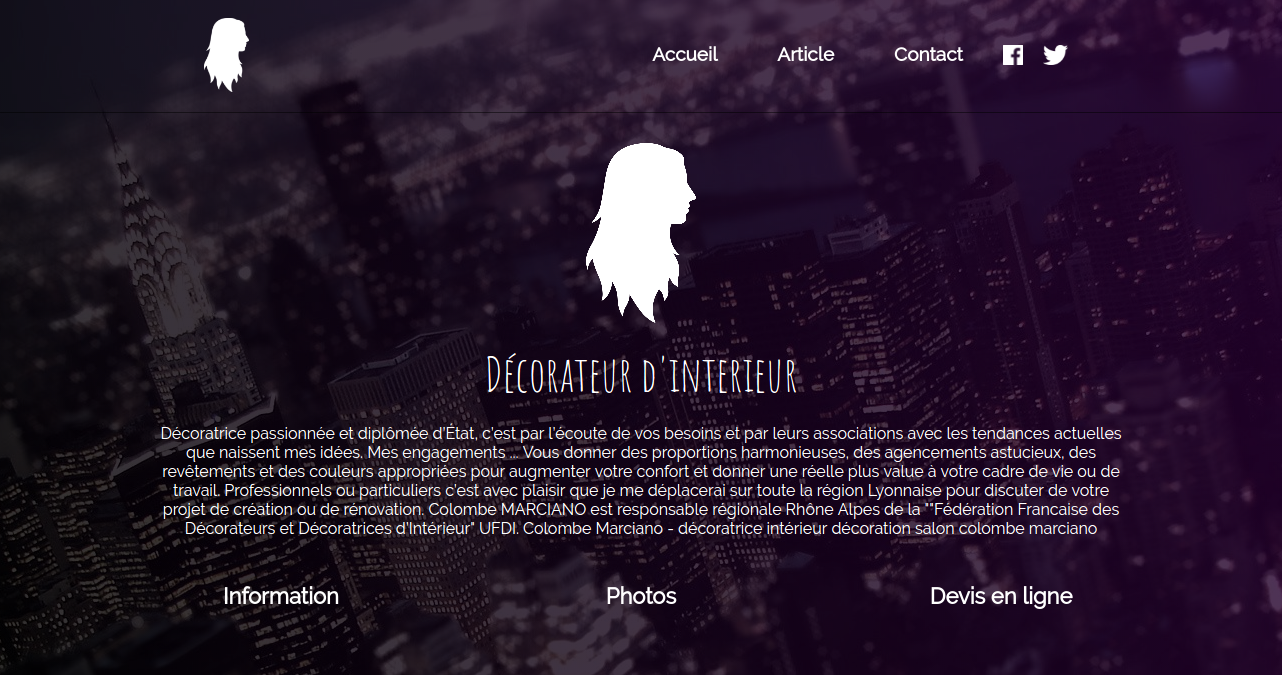 Accueil Article Contact
Décorateur d'interieur
Décoratrice passionnée et diplômée d'État, c'est par l'écoute de vos besoins et par leurs associations avec les tendances actuelles
que naissent mes idées. Mes engagements ... Vous donner des proportions harmonieuses, des agencements astucieux, des
revêtements et des couleurs appropriées pour augmenter votre confort et donner une réelle plus value à votre cadre de vie ou de
travail. Professionnels ou particuliers c'est avec plaisir que je me déplacerai sur toute la région Lyonnaise pour discuter de votre
projet de création ou de rénovation. Colombe MARCIANO est responsable régionale Rhône Alpes de la ""Fédération Francaise des
Décorateurs et Décoratrices d'Intérieur" UFDI. Colombe Marciano - décoratrice intérieur décoration salon colombe marciano
Information Photos Devis en ligne